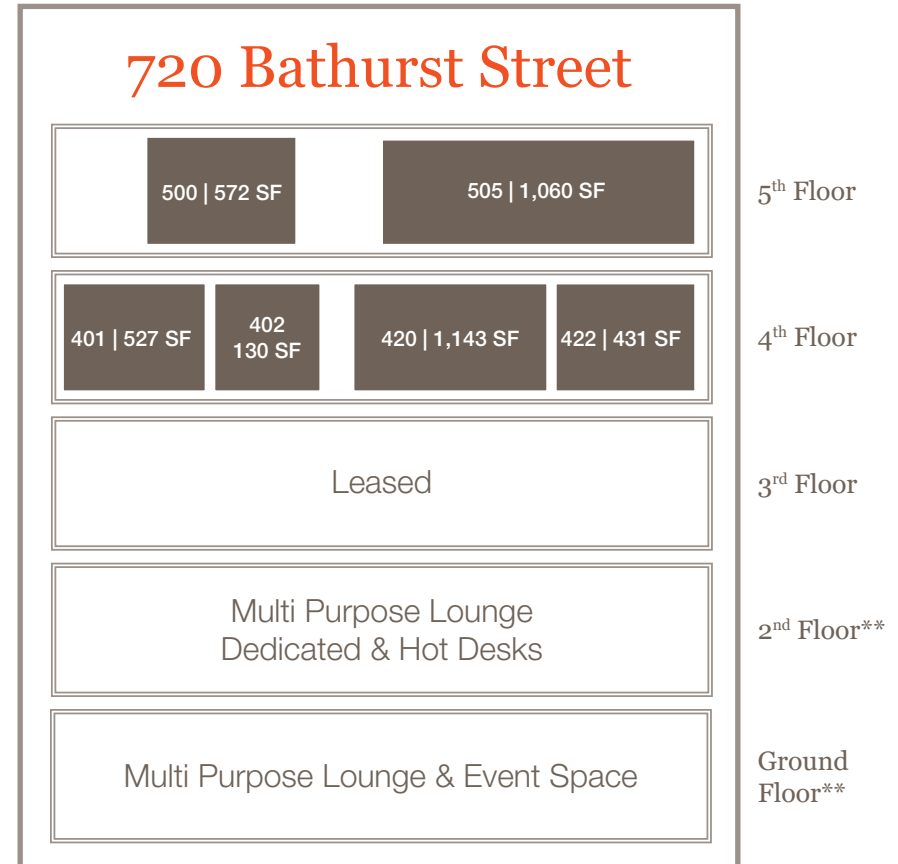 720 Bathurst Street
500 | 572 SF
505 | 1,060 SF
5th Floor
401 | 527 SF
402
130 SF
420 | 1,143 SF
422 | 431 SF
4th Floor
Leased
3rd Floor
Multi Purpose Lounge
Dedicated & Hot Desks
2nd Floor**
Multi Purpose Lounge & Event Space
Ground
Floor**